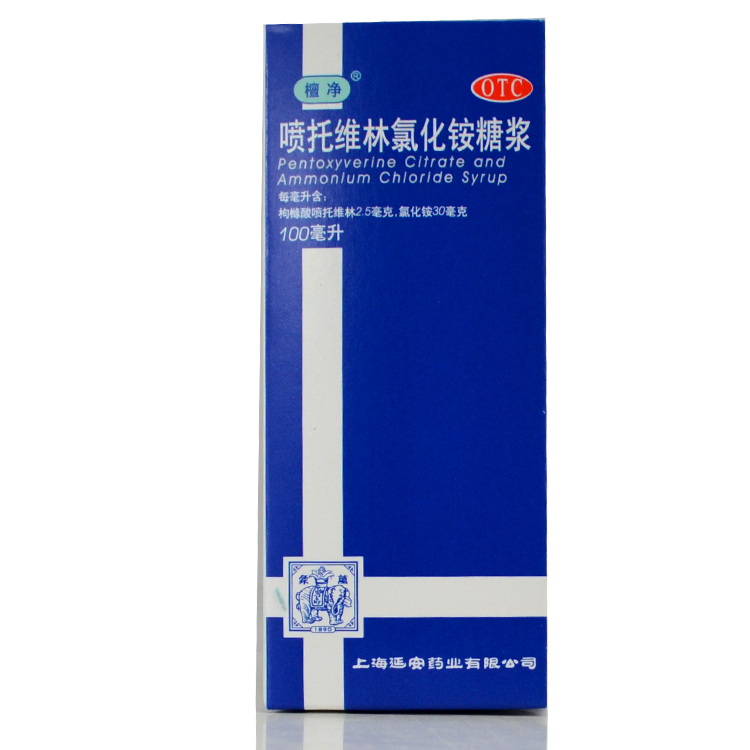 檀净®
OTC
喷托维林氯化铵糖浆
Pentoxyverine Citrate and
Ammonium Chloride Syrup
每毫升含:
枸橼酸喷托维林2.5毫克,氯化铵30毫克
100毫升
1890
上海延安药业有限公司